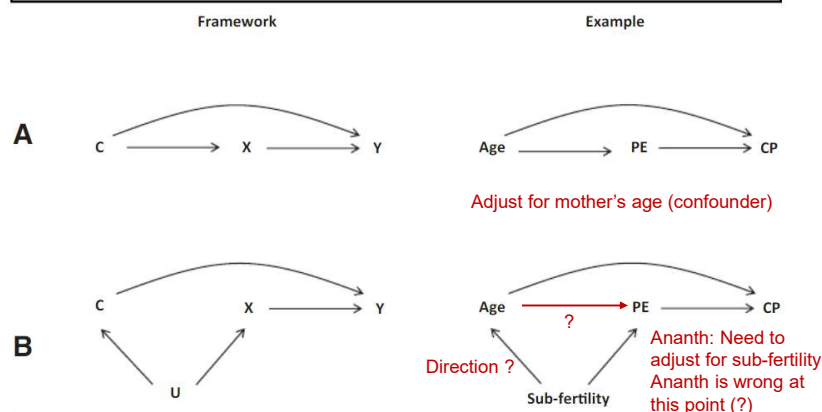 Framework
Example
A
C
X
Y
Age
PE
CP
Adjust for mother's age (confounder)
B
C
X
Y
U
Age
PE
CP
?
Direction ?
Sub-fertility
Ananth: Need to
adjust for sub-fertility
Ananth is wrong at
this point (?)